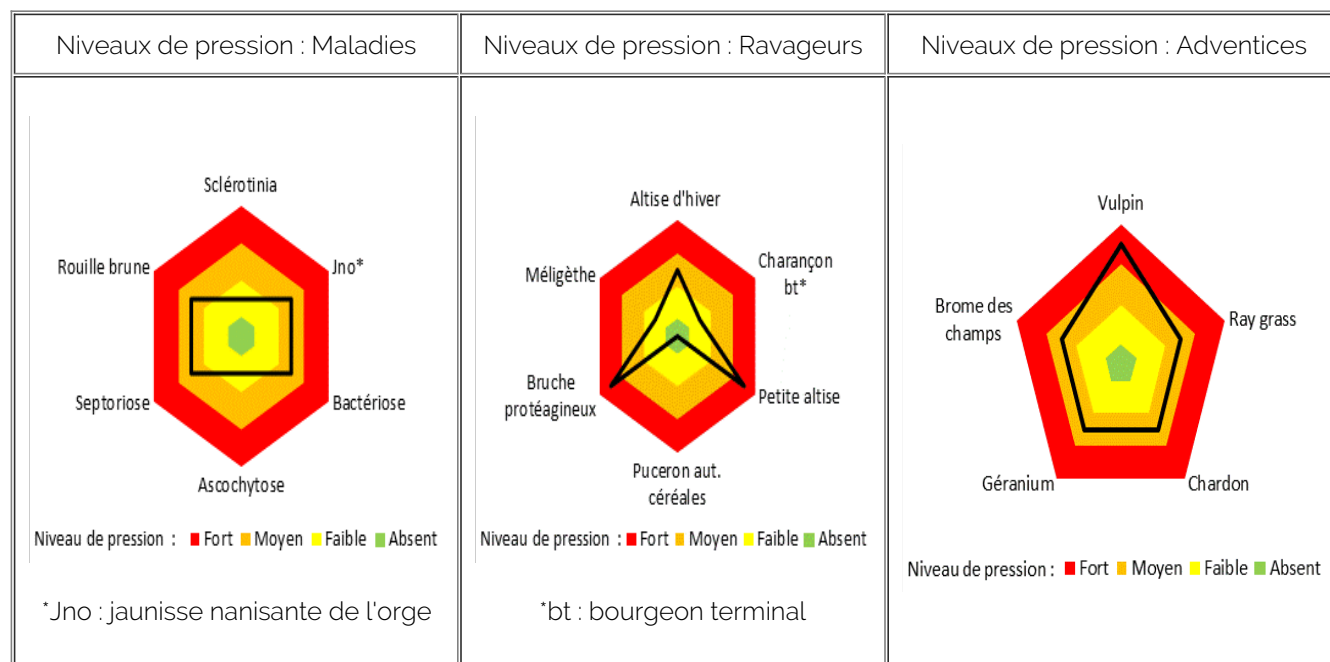 Niveaux de pression : Maladies
Niveaux de pression : Ravageurs
Niveaux de pression : Adventices
Sclérotinia
Rouille brune
Jno*
Septoriose
Bactériose
Ascochytose
Niveau de pression : Fort Moyen Faible Absent
*Jno : jaunisse nanisante de l'orge
Altise d'hiver
Méligèthe
Charançon
bt*
Bruche
protéagineux
Petite altise
Puceron aut.
céréales
Niveau de pression : Fort Moyen Faible Absent
*bt : bourgeon terminal
Vulpin
Brome des
champs
Ray grass
Géranium
Chardon
Niveau de pression : Fort Moyen Faible Absent